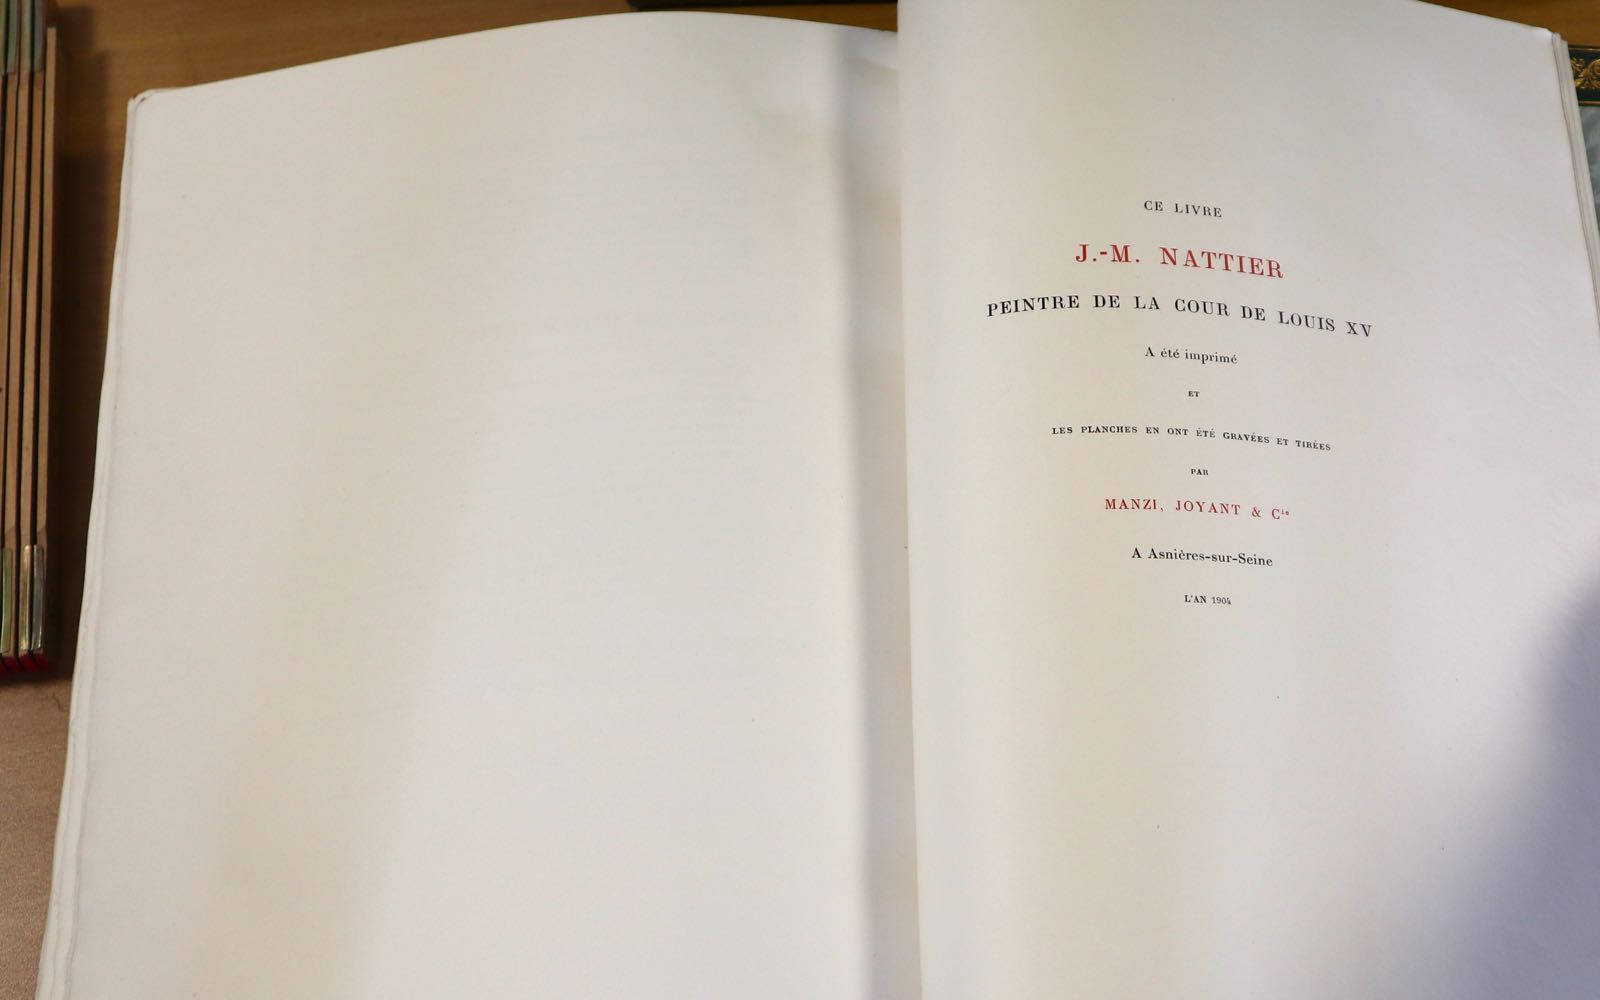 CE LIVRE
J.-M. NATTIER
PEINTRE DE LA COUR DE LOUIS XV
A été imprimé
ET
LES PLANCHES EN ONT ÉTÉ GRAVÉES ET TIRÉES
PAR
MANZI, JOYANT & Cie
A Asnières-sur-Seine
L'AN 1904